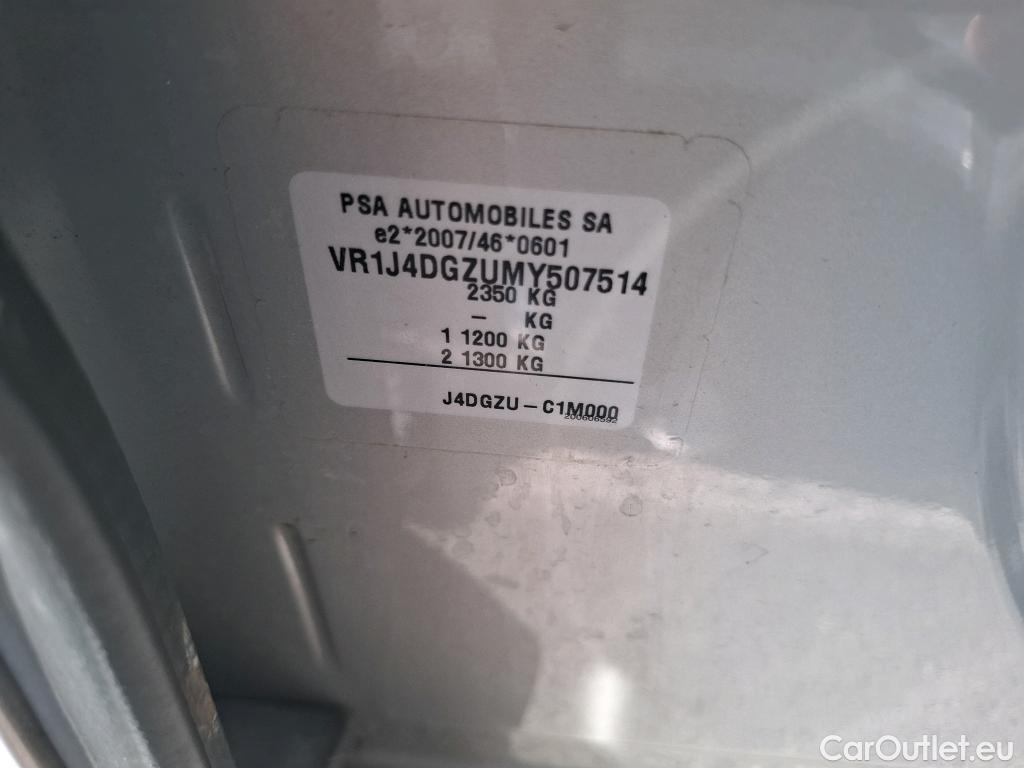 PSA AUTOMOBILES SA
e2*2007/46*0601
VR1J4DGZUMY507514
2350 KG
– KG
1 1200 KG
2 1300 KG
J4DGZU – C1M000
200606592
CarOutlet.eu